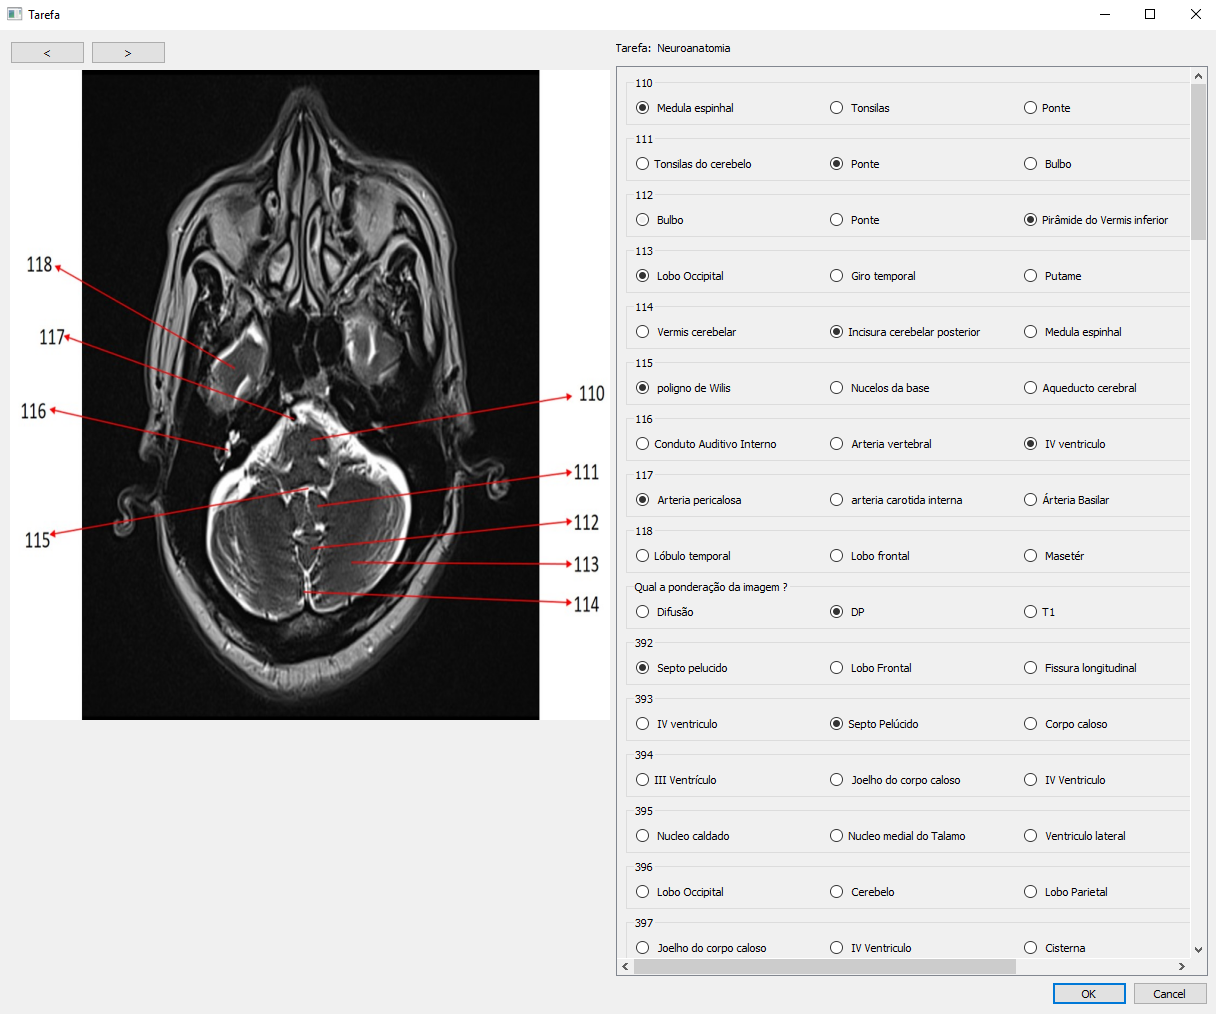 Tarefa
< >
Tarefa: Neuroanatomia
118
117
116
115
110
111
112
113
114
110
Medula espinhal Tonsilas Ponte
111
Tonsilas do cerebelo Ponte Bulbo
112
Bulbo Ponte Pirâmide do Vermis inferior
113
Lobo Occipital Giro temporal Putame
114
Vermis cerebelar Incisura cerebelar posterior Medula espinhal
115
poligno de Wilis Nucelos da base Aqueducto cerebral
116
Conduto Auditivo Interno Arteria vertebral IV ventriculo
117
Arteria pericalosa arteria carotida interna Árteria Basilar
118
Lóbulo temporal Lobo frontal Masetér
Qual a ponderação da imagem ?
Difusão DP T1
392
Septo pelucido Lobo Frontal Fissura longitudinal
393
IV ventriculo Septo Pelúcido Corpo caloso
394
III Ventrículo Joelho do corpo caloso IV Ventriculo
395
Nucleo caldado Nucleo medial do Talamo Ventriculo lateral
396
Lobo Occipital Cerebelo Lobo Parietal
397
Joelho do corpo caloso IV Ventriculo Cisterna
OK Cancel